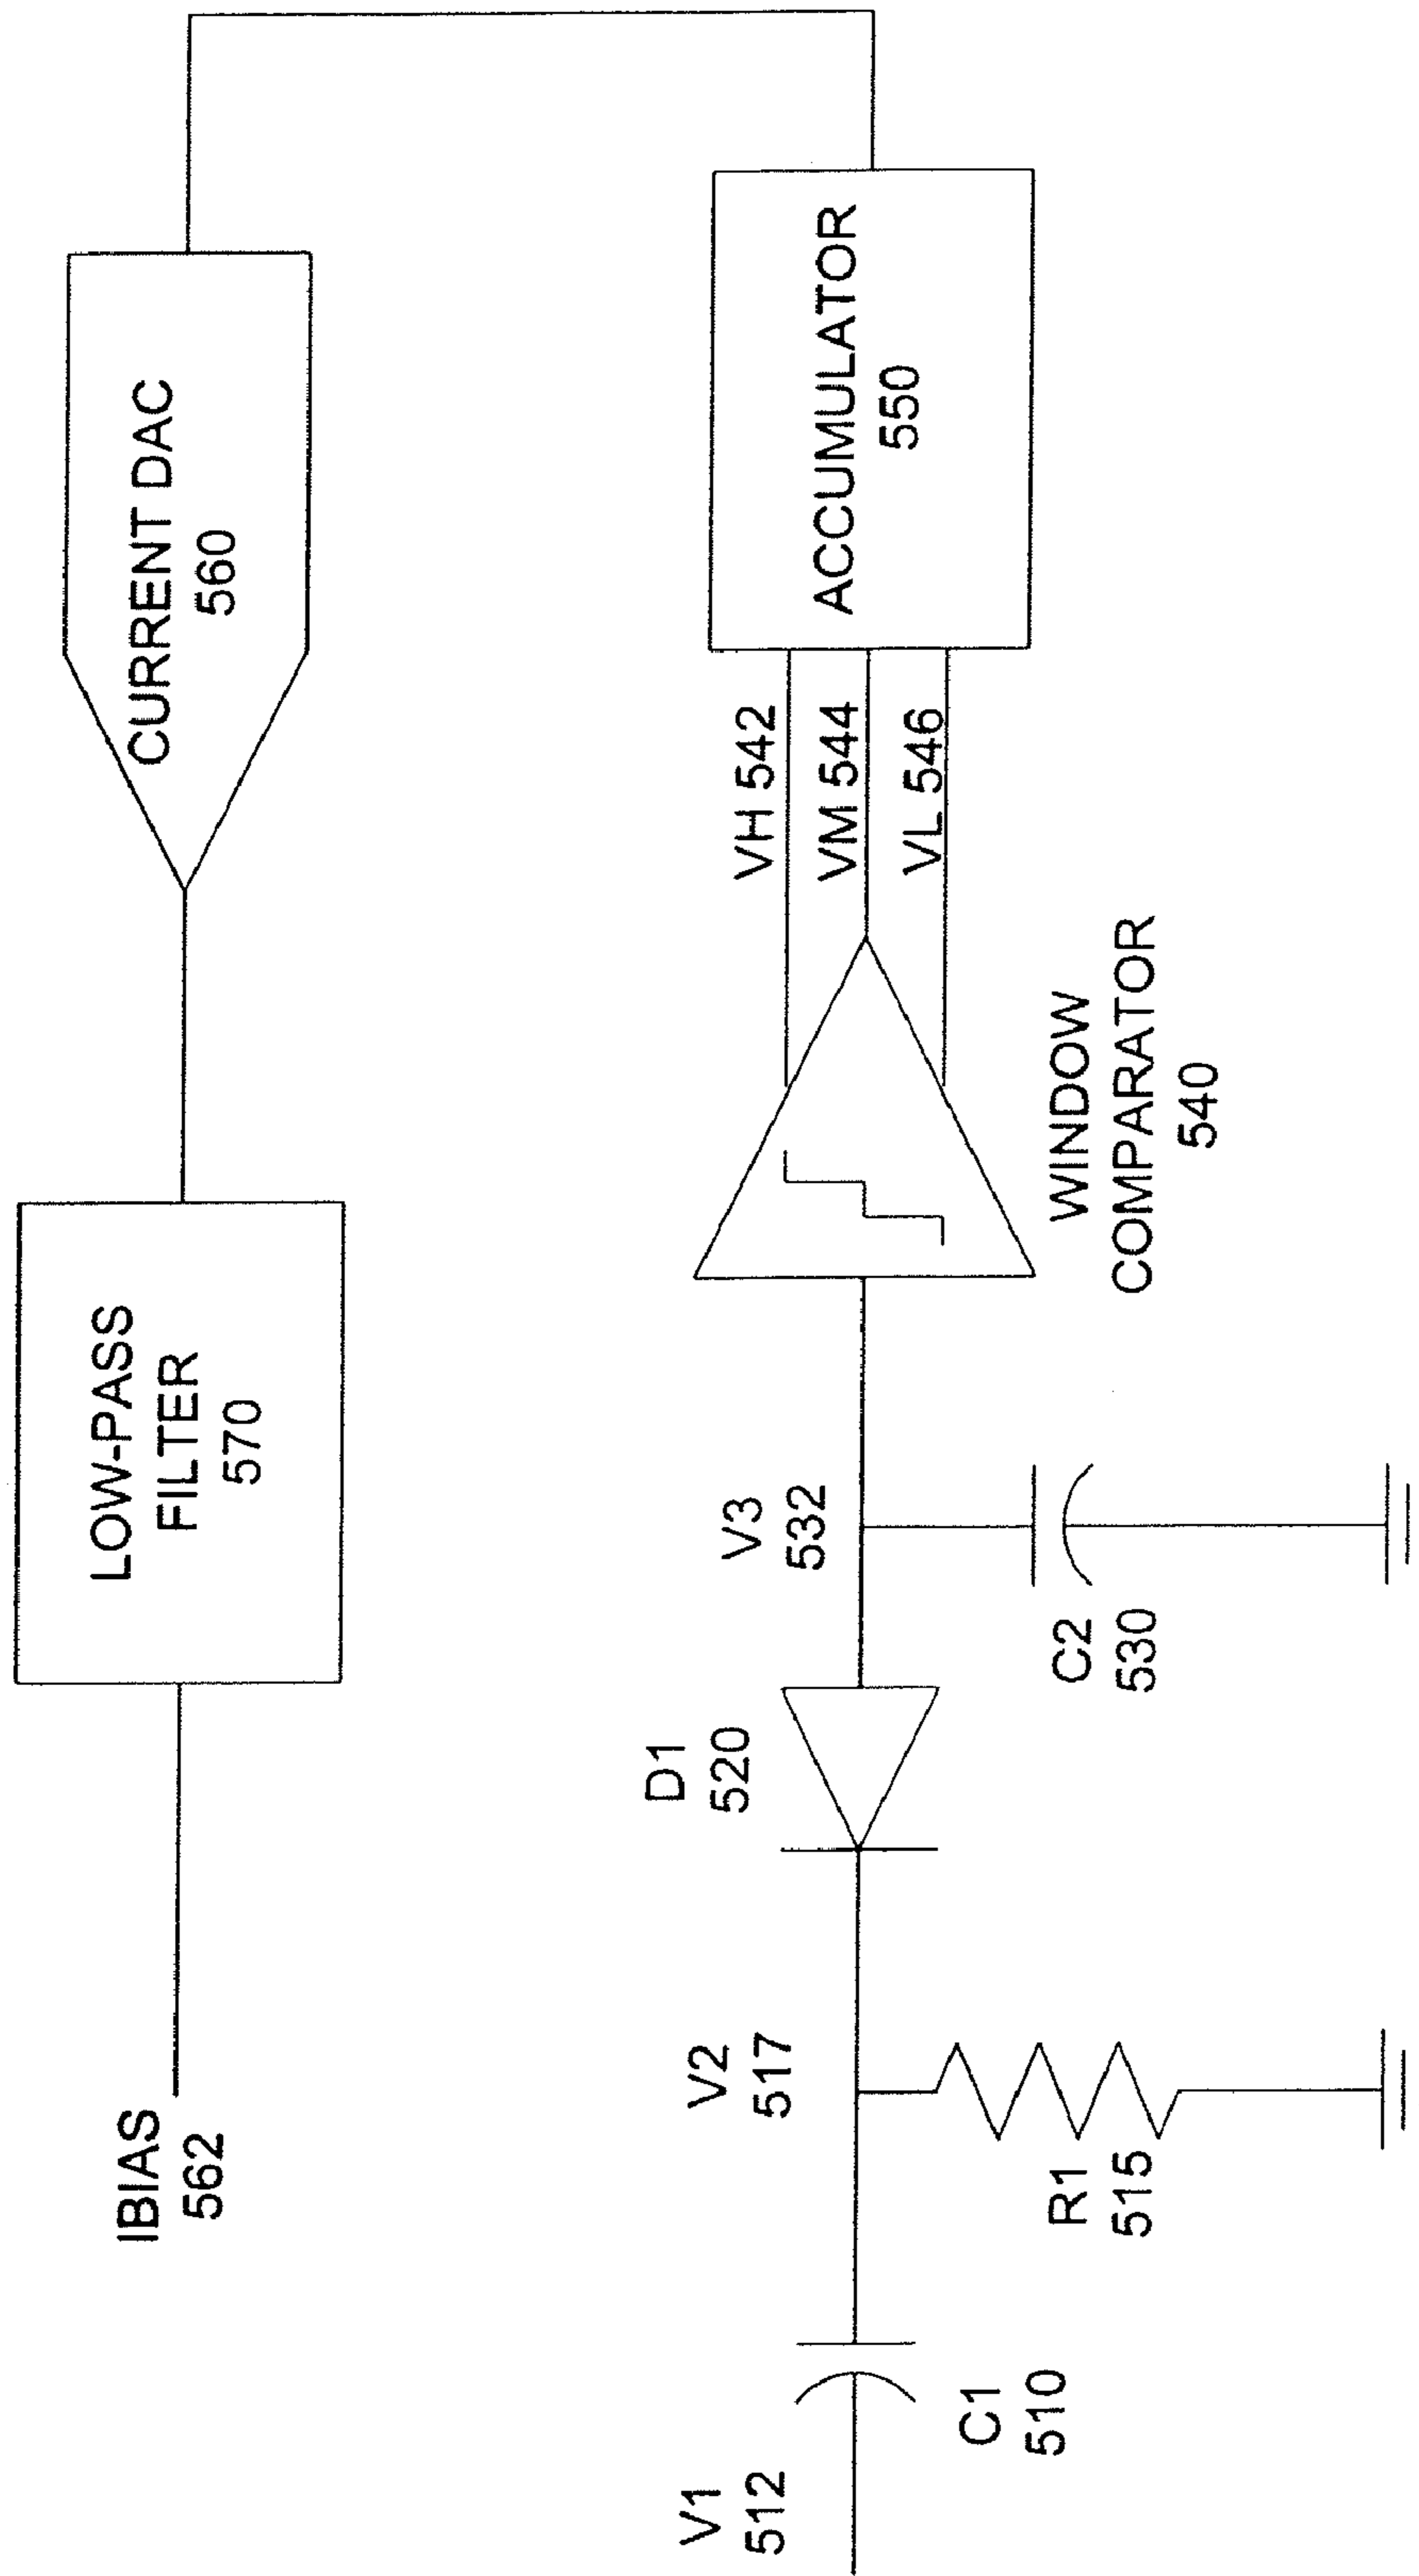 IBIAS
562
LOW-PASS
FILTER
570
CURRENT DAC
560
V1
512
C1
510
V2
517
R1
515
D1
520
V3
532
C2
530
WINDOW
COMPARATOR
540
VH 542
VM 544
VL 546
ACCUMULATOR
550